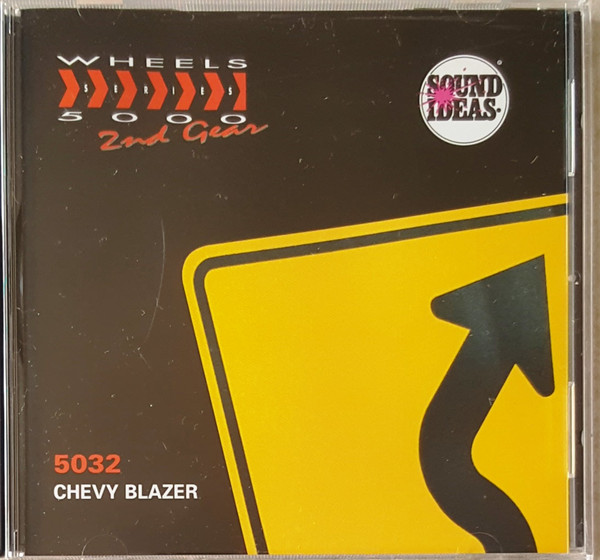 WHEELS
SERIES
5000
2nd Gear
SOUND
IDEAS
5032
CHEVY BLAZER